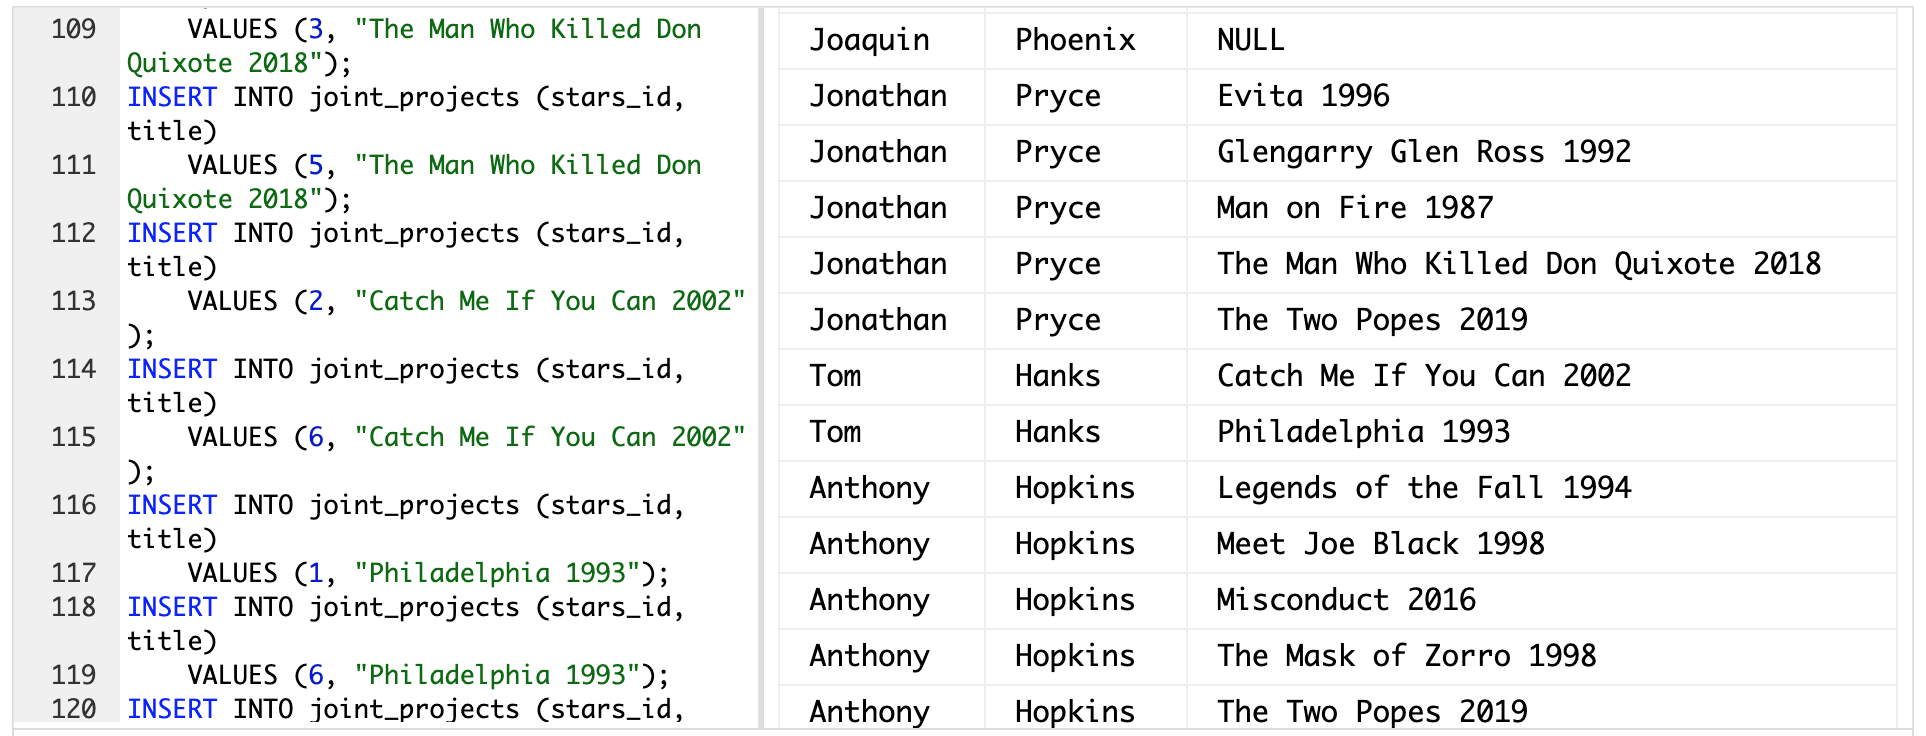 109 VALUES (3, "The Man Who Killed Don
Quixote 2018");
110 INSERT INTO joint_projects (stars_id,
title)
111 VALUES (5, "The Man Who Killed Don
Quixote 2018");
112 INSERT INTO joint_projects (stars_id,
title)
113 VALUES (2, "Catch Me If You Can 2002"
);
114 INSERT INTO joint_projects (stars_id,
title)
115 VALUES (6, "Catch Me If You Can 2002"
);
116 INSERT INTO joint_projects (stars_id,
title)
117 VALUES (1, "Philadelphia 1993");
118 INSERT INTO joint_projects (stars_id,
title)
119 VALUES (6, "Philadelphia 1993");
120 INSERT INTO joint_projects (stars_id,
Joaquin Phoenix NULL
Jonathan Pryce Evita 1996
Jonathan Pryce Glengarry Glen Ross 1992
Jonathan Pryce Man on Fire 1987
Jonathan Pryce The Man Who Killed Don Quixote 2018
Jonathan Pryce The Two Popes 2019
Tom Hanks Catch Me If You Can 2002
Tom Hanks Philadelphia 1993
Anthony Hopkins Legends of the Fall 1994
Anthony Hopkins Meet Joe Black 1998
Anthony Hopkins Misconduct 2016
Anthony Hopkins The Mask of Zorro 1998
Anthony Hopkins The Two Popes 2019